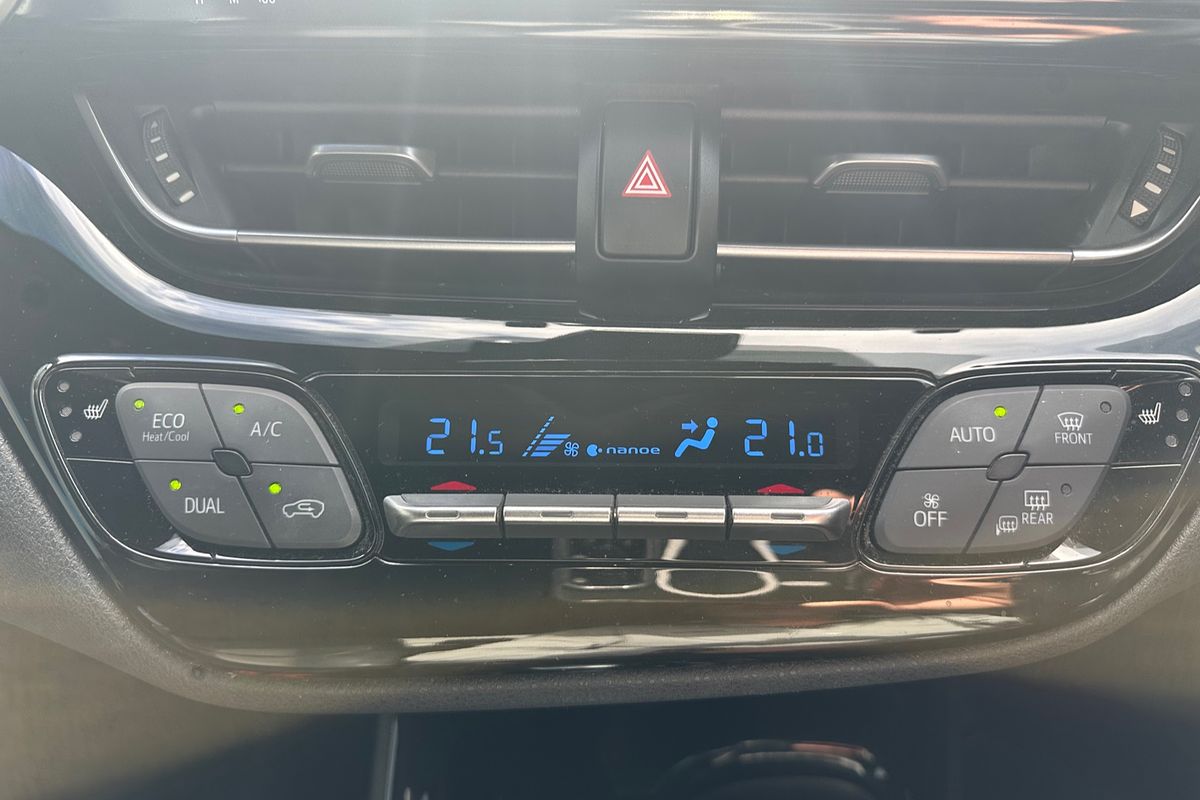 ECO
Heat/Cool
A/C
DUAL
21.5
nanoe
21.0
AUTO
FRONT
OFF
REAR